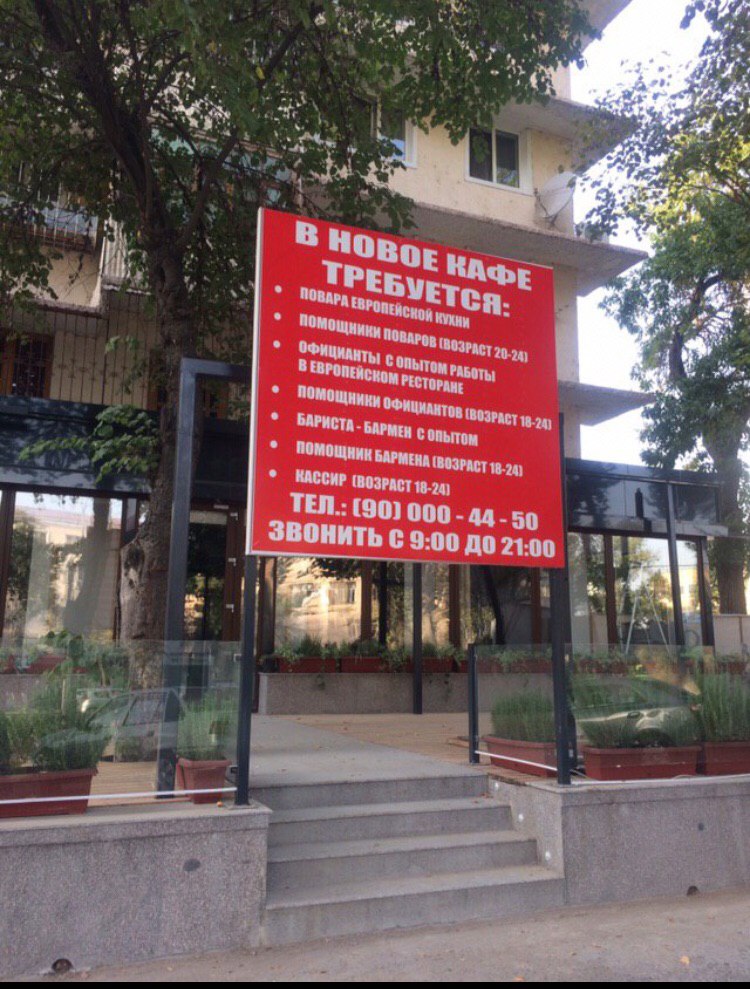 В НОВОЕ КАФЕ
ТРЕБУЕТСЯ:
• ПОВАРА ЕВРОПЕЙСКОЙ КУХНИ
• ПОМОЩНИКИ ПОВАРОВ (ВОЗРАСТ 20-24)
• ОФИЦИАНТЫ С ОПЫТОМ РАБОТЫ
В ЕВРОПЕЙСКОМ РЕСТОРАНЕ
• ПОМОЩНИКИ ОФИЦИАНТОВ (ВОЗРАСТ 18-24)
• БАРИСТА - БАРМЕН С ОПЫТОМ
• ПОМОЩНИК БАРМЕНА (ВОЗРАСТ 18-24)
• КАССИР (ВОЗРАСТ 18-24)
ТЕЛ.: (90) 000 - 44 - 50
ЗВОНИТЬ С 9:00 ДО 21:00